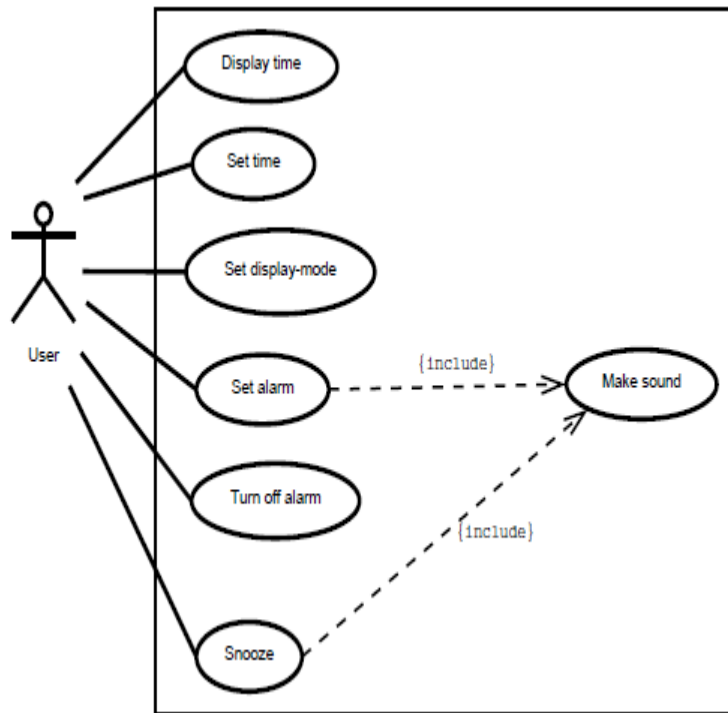 Display time
Set time
Set display-mode
User
Set alarm
{include}
Make sound
Turn off alarm
{include}
Snooze